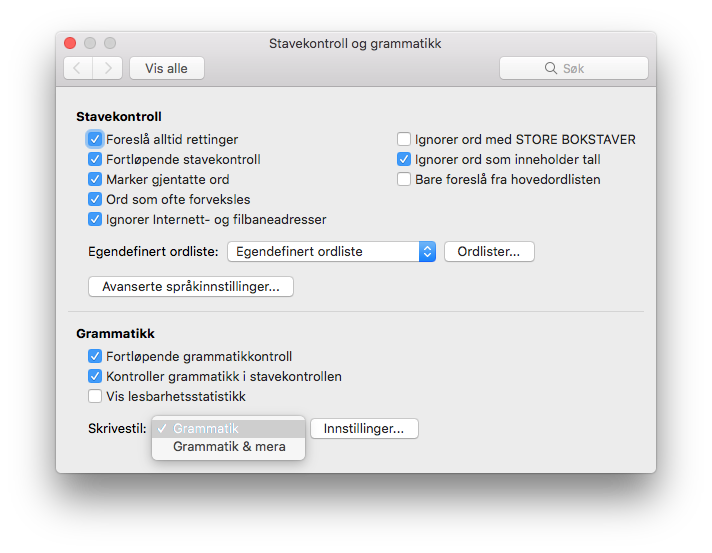 Stavekontroll og grammatikk
Vis alle
Søk
Stavekontroll
Foreslå alltid rettinger
Ignorer ord med STORE BOKSTAVER
Fortløpende stavekontroll
Ignorer ord som inneholder tall
Marker gjentatte ord
Bare foreslå fra hovedordlisten
Ord som ofte forveksles
Ignorer Internett- og filbaneadresser
Egendefinert ordliste: Egendefinert ordliste Ordlister...
Avanserte språkinnstillinger...
Grammatikk
Fortløpende grammatikkontroll
Kontroller grammatikk i stavekontrollen
Vis lesbarhetsstatistikk
Skrivestil: Grammatik Innstillinger...
Grammatik & mera